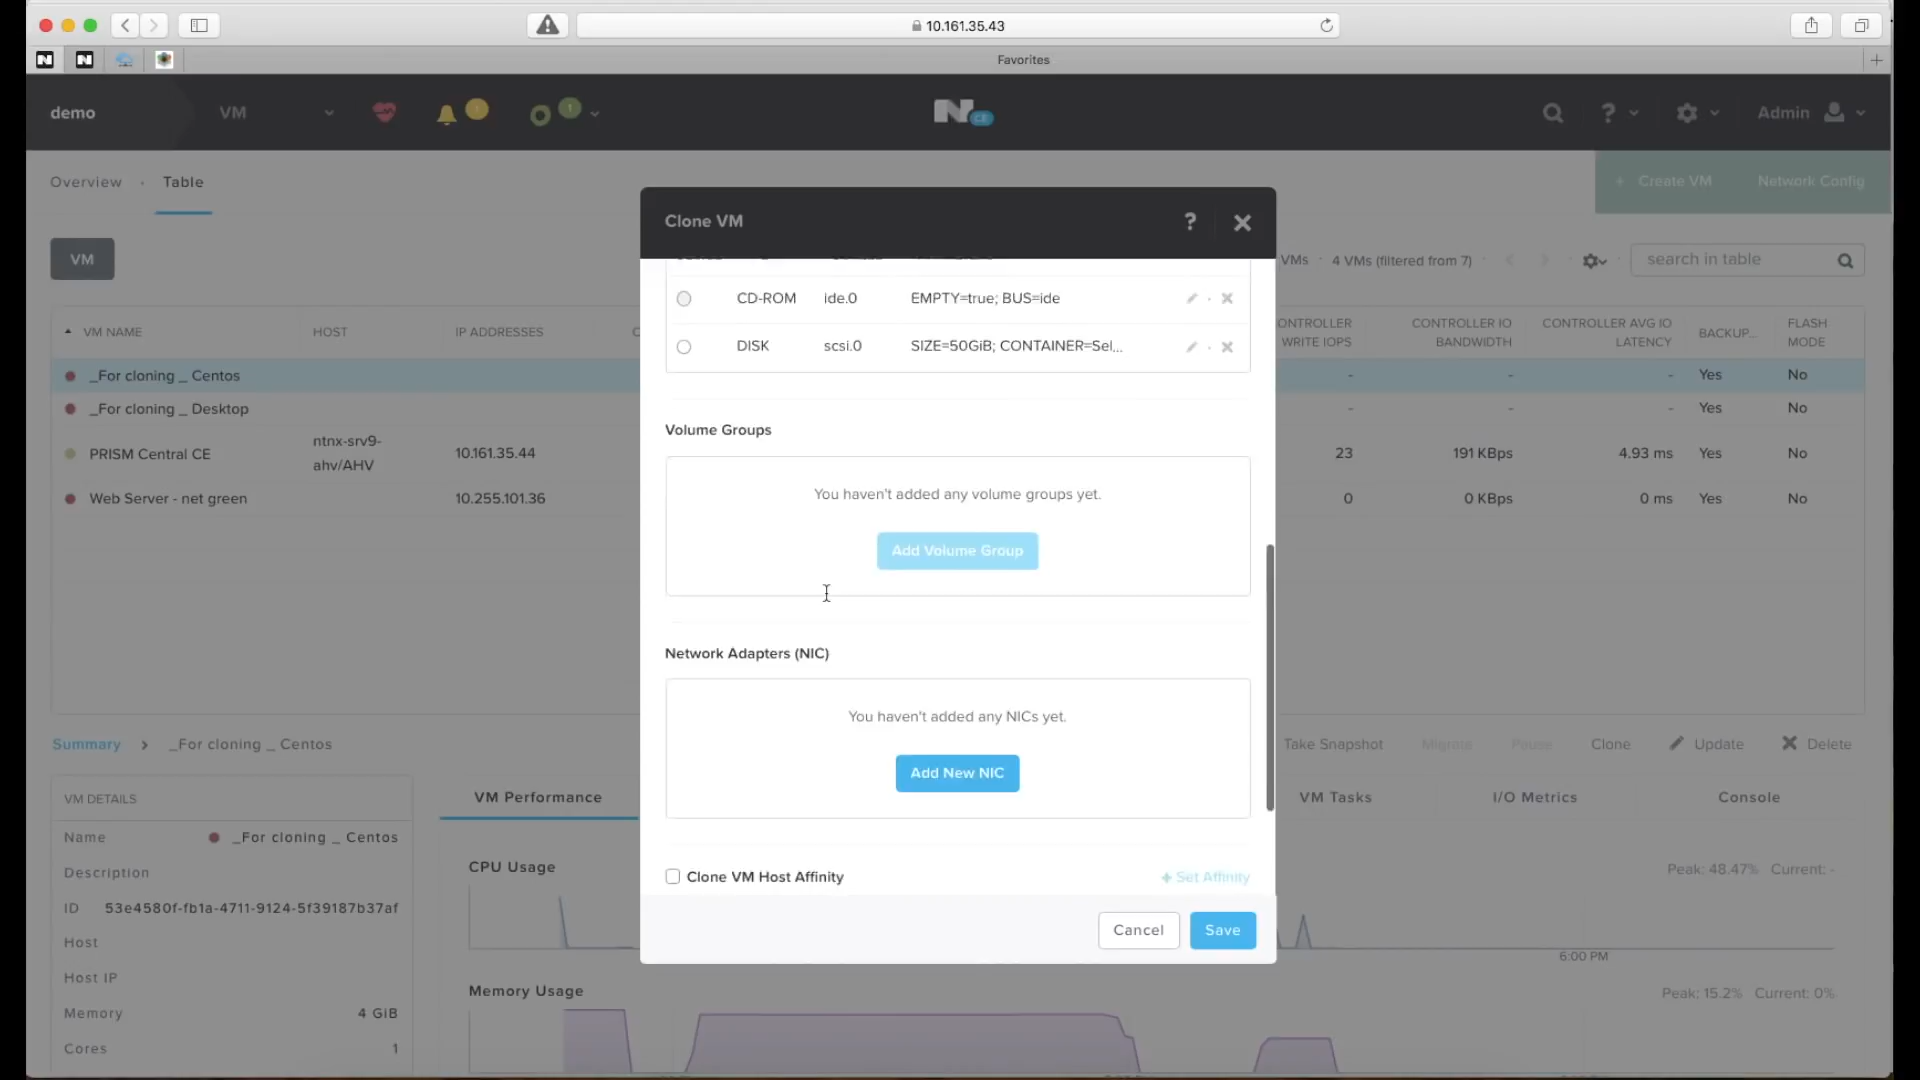 10.161.35.43
Favorites
demo
VM
1
1
N CE
?
Admin
Overview · Table
+ Create VM
Network Config
VM
VMs · 4 VMs (filtered from 7)
search in table
VM NAME
HOST
IP ADDRESSES
C
ONTROLLER
WRITE IOPS
CONTROLLER IO
BANDWIDTH
CONTROLLER AVG IO
LATENCY
BACKUP...
FLASH
MODE
_For cloning _ Centos
- - - Yes No
_For cloning _ Desktop
- - - Yes No
PRISM Central CE
ntnx-srv9-
ahv/AHV
10.161.35.44
23 191 KBps 4.93 ms Yes No
Web Server - net green
10.255.101.36
0 0 KBps 0 ms Yes No
Clone VM
?
CD-ROM ide.0 EMPTY=true; BUS=ide
DISK scsi.0 SIZE=50GiB; CONTAINER=Sel...
Volume Groups
You haven't added any volume groups yet.
Add Volume Group
Network Adapters (NIC)
You haven't added any NICs yet.
Add New NIC
Clone VM Host Affinity
+ Set Affinity
Cancel
Save
Summary > _For cloning _ Centos
Take Snapshot
Migrate
Pause
Clone
Update
Delete
VM DETAILS
Name _For cloning _ Centos
Description
ID 53e4580f-fb1a-4711-9124-5f39187b37af
Host
Host IP
Memory 4 GiB
Cores 1
VM Performance
VM Tasks
I/O Metrics
Console
CPU Usage
Peak: 48.47% Current: -
6:00 PM
Memory Usage
Peak: 15.2% Current: 0%